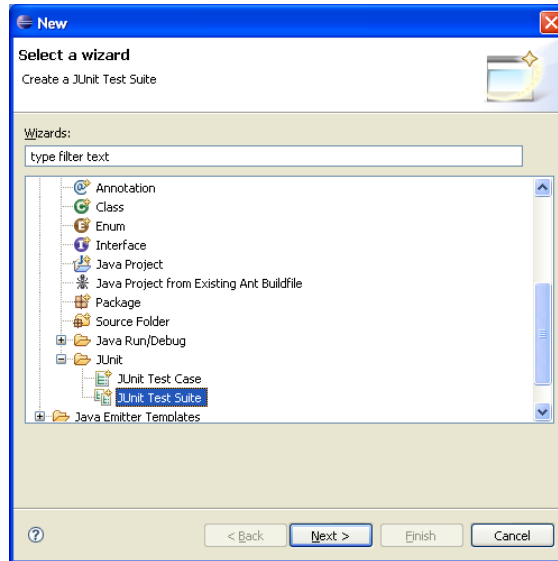 New
Select a wizard
Create a JUnit Test Suite
Wizards:
type filter text
Annotation
Class
Enum
Interface
Java Project
Java Project from Existing Ant Buildfile
Package
Source Folder
Java Run/Debug
JUnit
JUnit Test Case
JUnit Test Suite
Java Emitter Templates
< Back Next > Finish Cancel